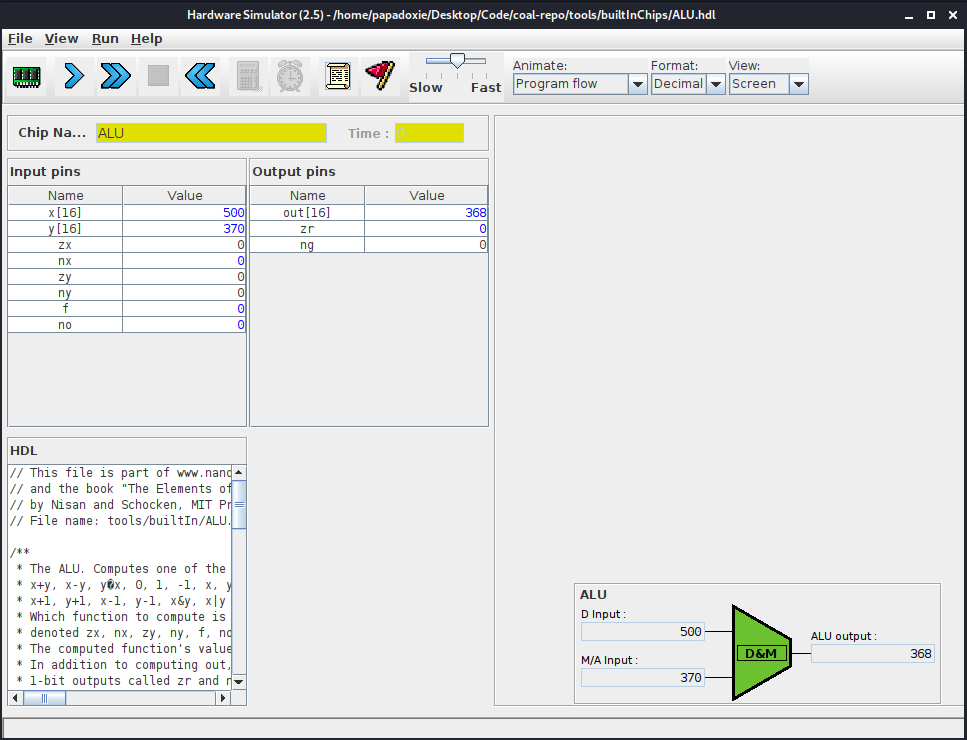 Hardware Simulator (2.5) - /home/papadoxie/Desktop/Code/coal-repo/tools/builtInChips/ALU.hdl
File View Run Help
Slow Fast
Animate: Format: View:
Program flow Decimal Screen
Chip Na... ALU Time : 0
Input pins
Name Value
x[16] 500
y[16] 370
zx 0
nx 0
zy 0
ny 0
f 0
no 0
Output pins
Name Value
out[16] 368
zr 0
ng 0
HDL
// This file is part of www.nand
// and the book "The Elements of
// by Nisan and Schocken, MIT Pr
// File name: tools/builtIn/ALU.
/**
* The ALU. Computes one of the
* x+y, x-y, y�x, 0, 1, -1, x, y
* x+1, y+1, x-1, y-1, x&y, x|y
* Which function to compute is
* denoted zx, nx, zy, ny, f, no
* The computed function's value
* In addition to computing out,
* 1-bit outputs called zr and n
ALU
D Input :
500
M/A Input :
370
D&M
ALU output :
368